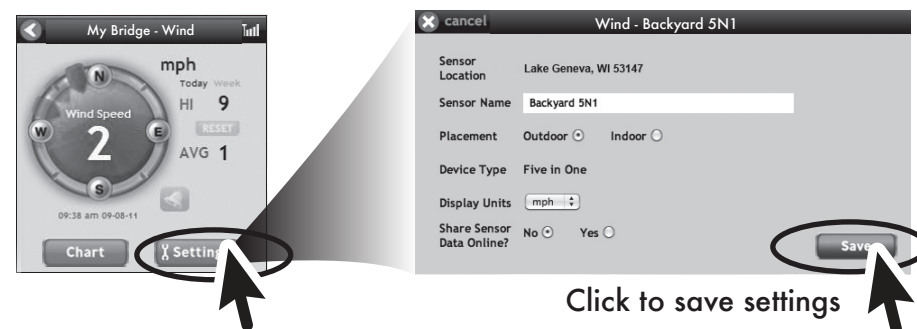 My Bridge - Wind
mph
Today Week
HI 9
RESET
AVG 1
Wind Speed
2
N
W
E
S
09:38 am 09-08-11
Chart
cancel
Wind - Backyard 5N1
Sensor
Location
Lake Geneva, WI 53147
Sensor Name Backyard 5N1
Placement Outdoor Indoor
Device Type Five in One
Display Units mph
Share Sensor
Data Online?
No Yes
Save
Click to save settings